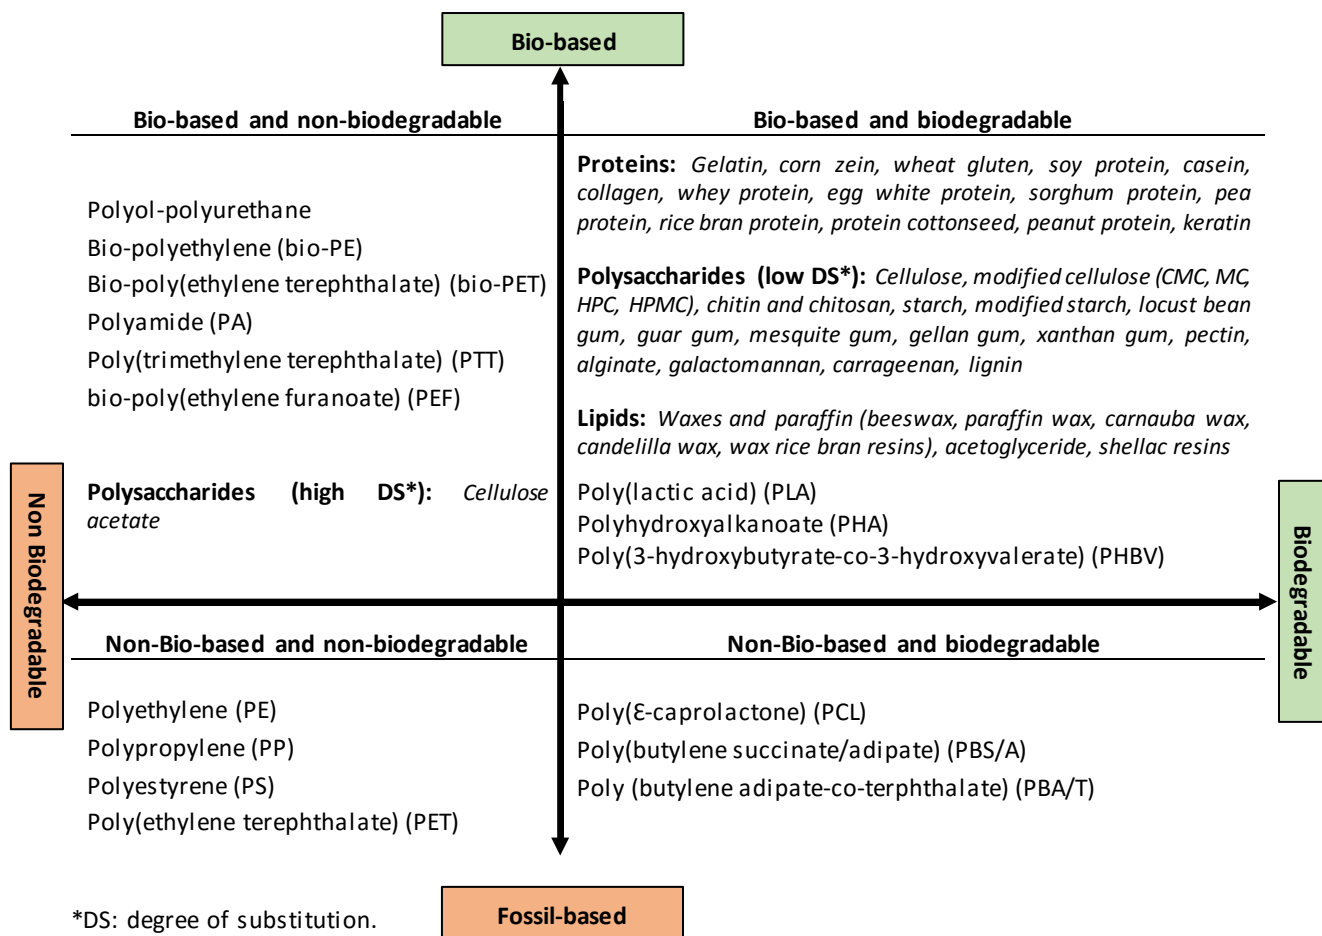 Bio-based
Bio-based and non-biodegradable
Bio-based and biodegradable
Polyol-polyurethane
Bio-polyethylene (bio-PE)
Bio-poly(ethylene terephthalate) (bio-PET)
Polyamide (PA)
Poly(trimethylene terephthalate) (PTT)
bio-poly(ethylene furanoate) (PEF)
Polysaccharides (high DS*): Cellulose
acetate
Proteins: Gelatin, corn zein, wheat gluten, soy protein, casein,
collagen, whey protein, egg white protein, sorghum protein, pea
protein, rice bran protein, protein cottonseed, peanut protein, keratin
Polysaccharides (low DS*): Cellulose, modified cellulose (CMC, MC,
HPC, HPMC), chitin and chitosan, starch, modified starch, locust bean
gum, guar gum, mesquite gum, gellan gum, xanthan gum, pectin,
alginate, galactomannan, carrageenan, lignin
Lipids: Waxes and paraffin (beeswax, paraffin wax, carnauba wax,
candelilla wax, wax rice bran resins), acetoglyceride, shellac resins
Poly(lactic acid) (PLA)
Polyhydroxyalkanoate (PHA)
Poly(3-hydroxybutyrate-co-3-hydroxyvalerate) (PHBV)
Non Biodegradable
Biodegradable
Non-Bio-based and non-biodegradable
Non-Bio-based and biodegradable
Polyethylene (PE)
Polypropylene (PP)
Polyestyrene (PS)
Poly(ethylene terephthalate) (PET)
Poly(Ɛ-caprolactone) (PCL)
Poly(butylene succinate/adipate) (PBS/A)
Poly (butylene adipate-co-terphthalate) (PBA/T)
*DS: degree of substitution.
Fossil-based